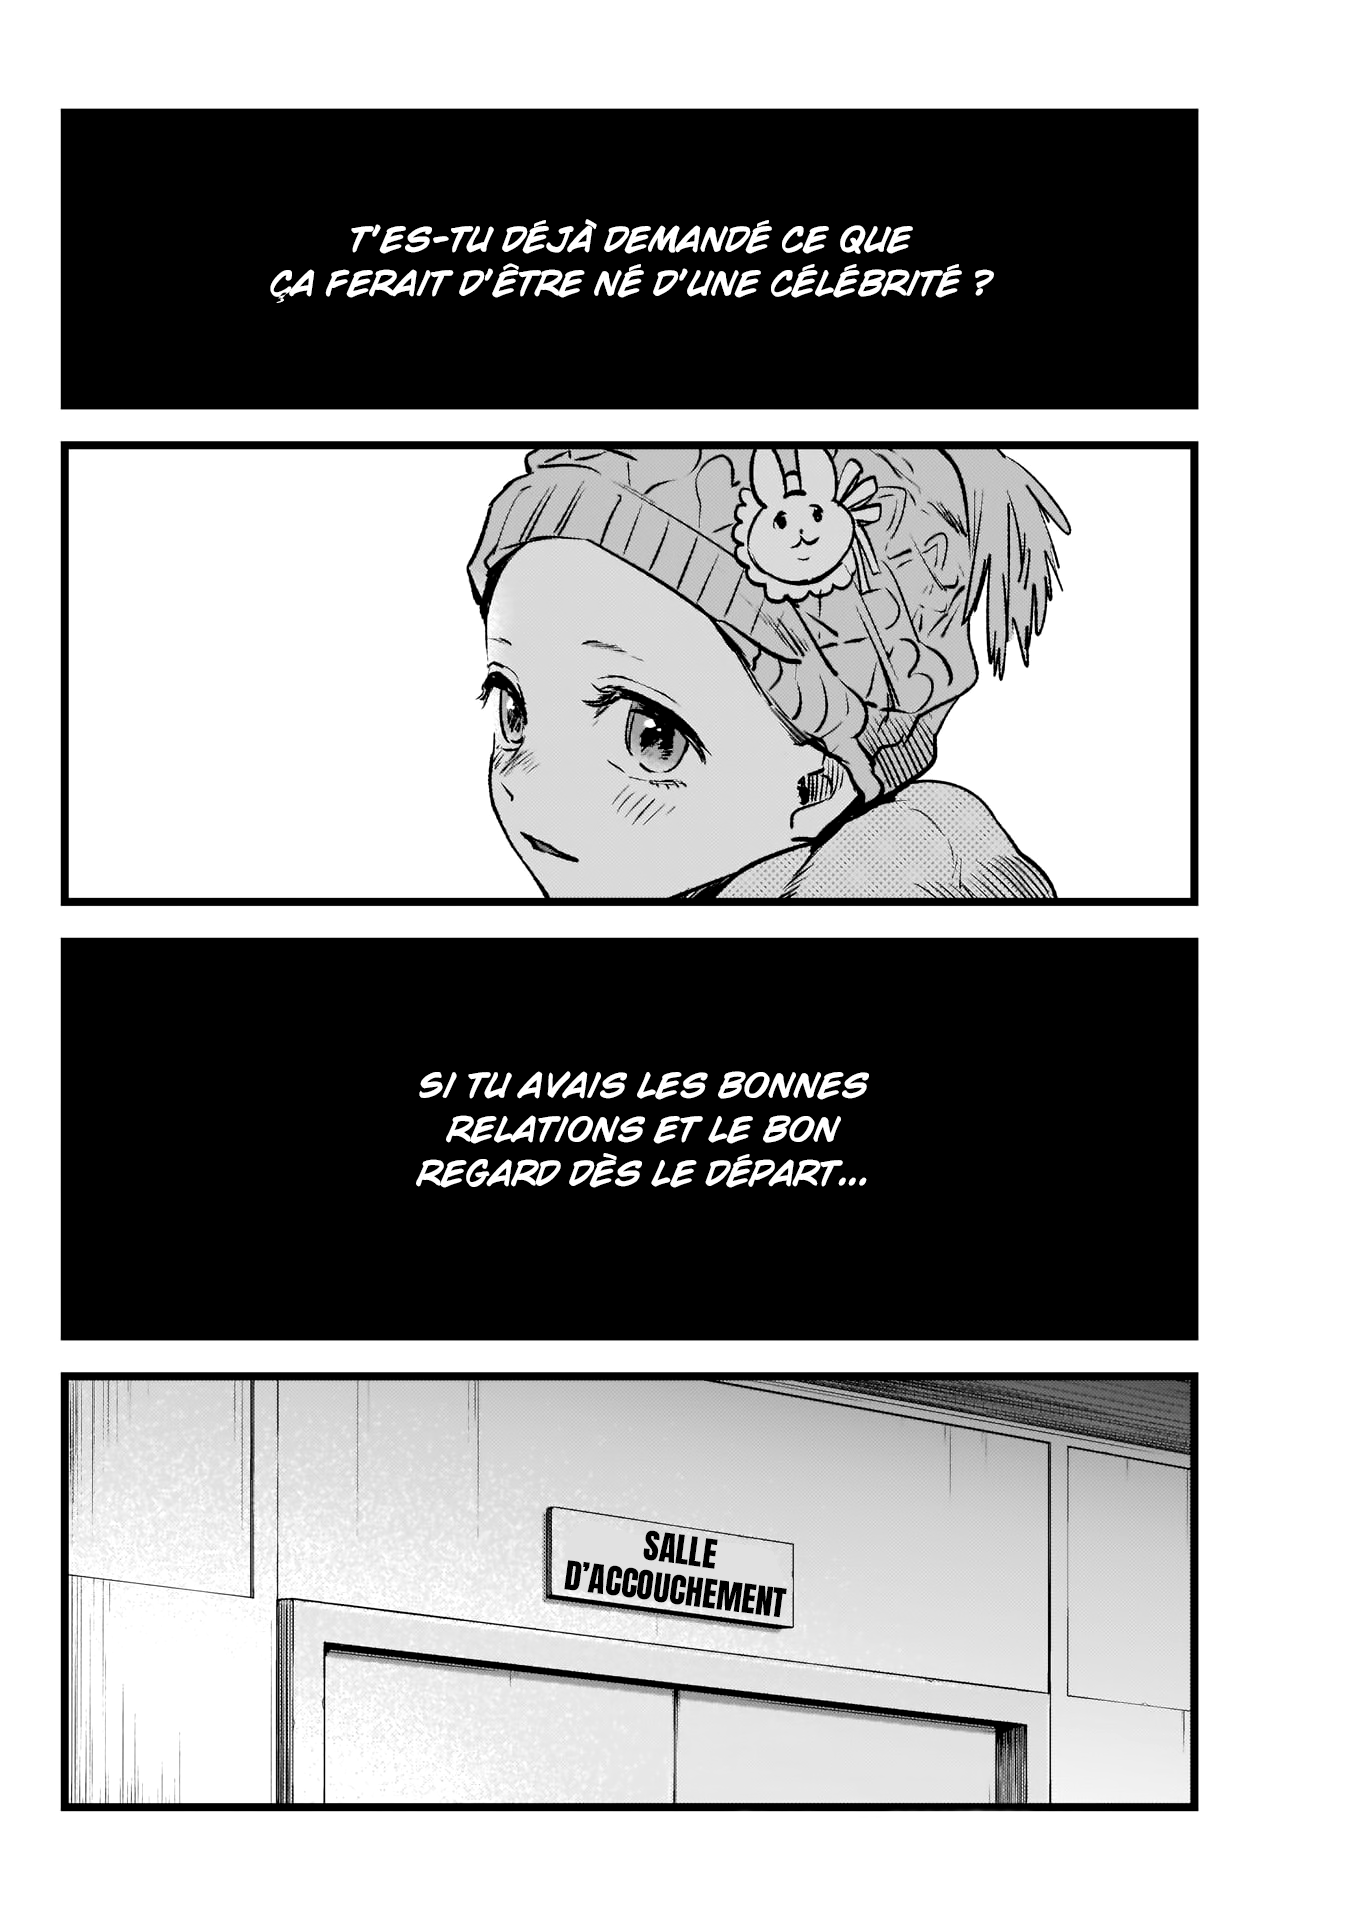 T'ES-TU DÉJÀ DEMANDÉ CE QUE
ÇA FERAIT D'ÊTRE NÉ D'UNE CÉLÉBRITÉ ?
SI TU AVAIS LES BONNES
RELATIONS ET LE BON
REGARD DÈS LE DÉPART...
SALLE
D'ACCOUCHEMENT